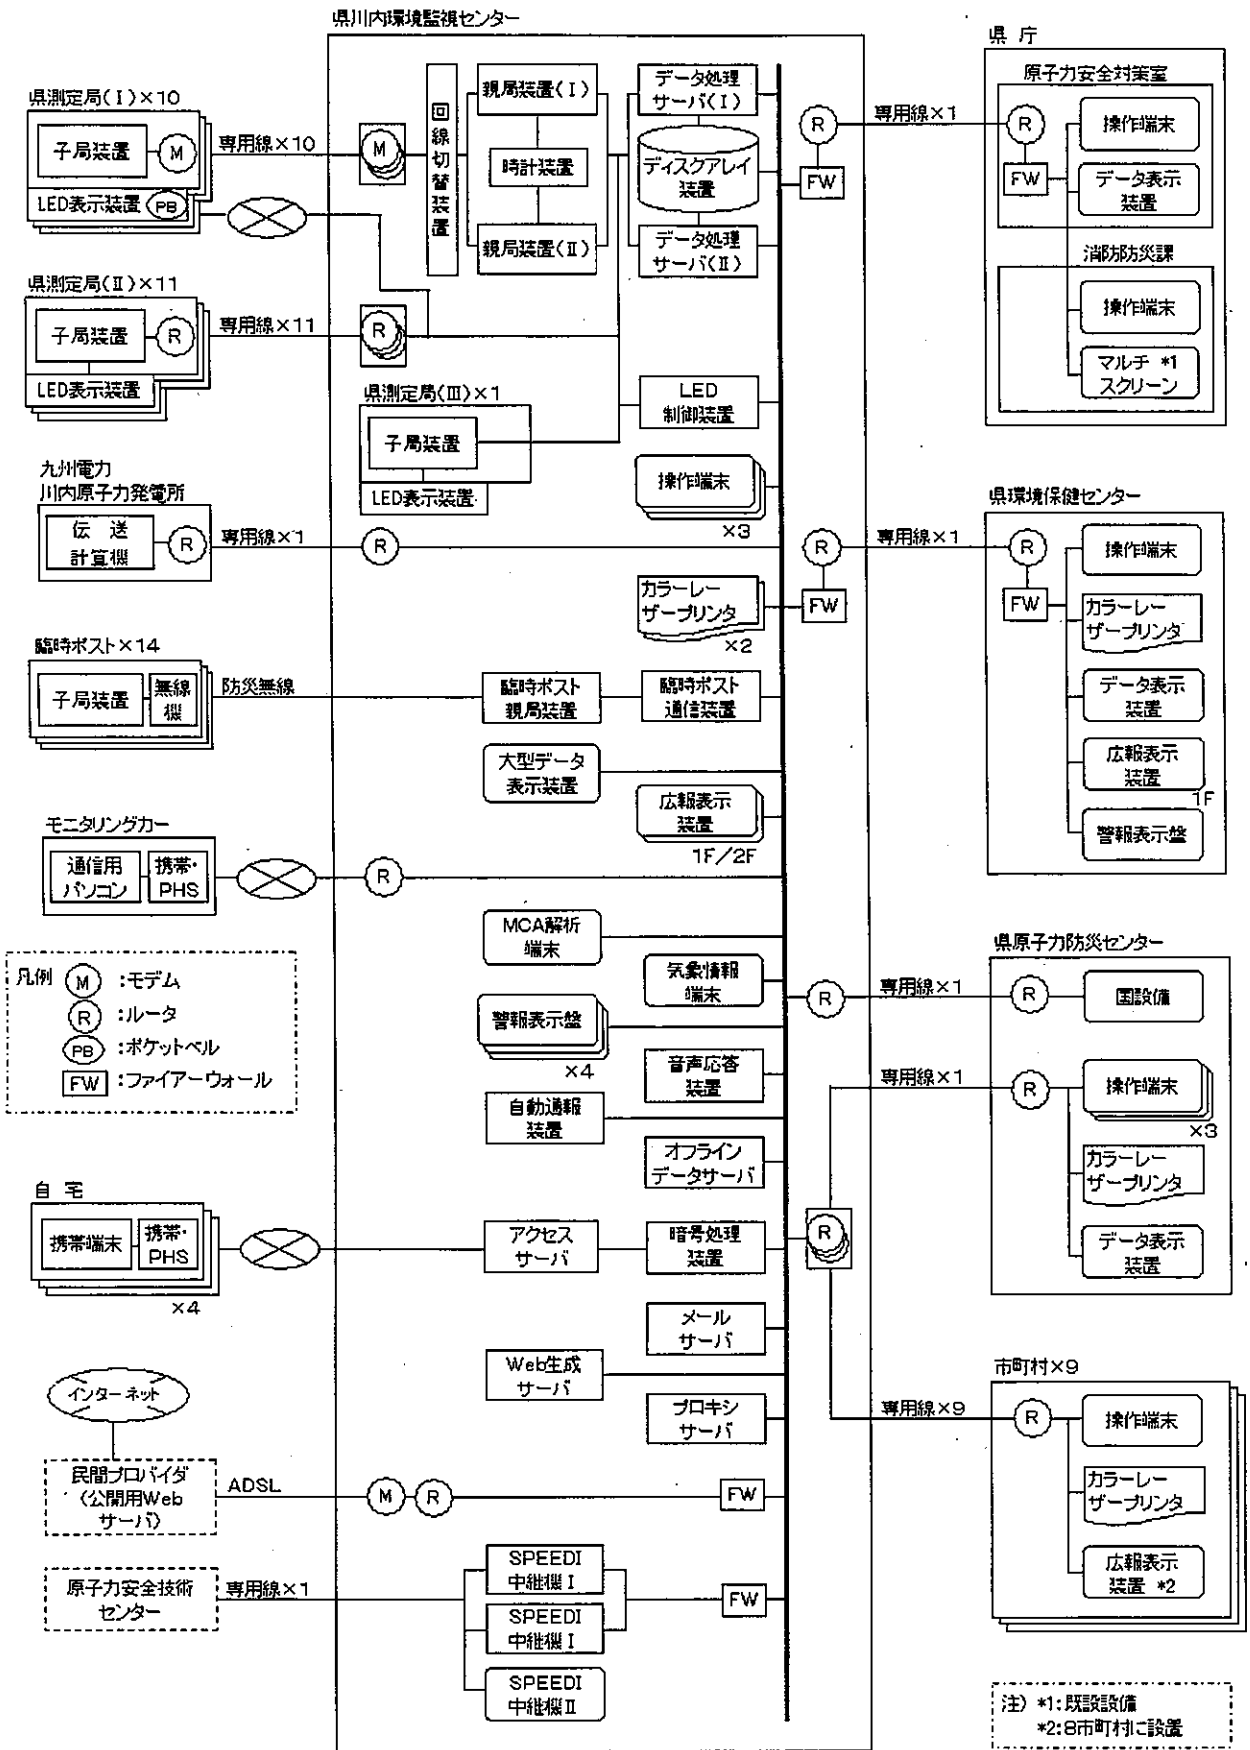 県川内環境監視センター
県測定局(Ⅰ)×10
子局装置
M
LED表示装置
PB
専用線×10
M
回線切替装置
親局装置(Ⅰ)
時計装置
親局装置(Ⅱ)
データ処理
サーバ(Ⅰ)
ディスクアレイ
装置
データ処理
サーバ(Ⅱ)
県測定局(Ⅱ)×11
子局装置
R
LED表示装置
専用線×11
R
県測定局(Ⅲ)×1
子局装置
LED表示装置
LED
制御装置
操作端末
×3
九州電力
川内原子力発電所
伝 送
計算機
R
専用線×1
R
カラーレー
ザープリンタ
×2
臨時ポスト×14
子局装置
無線
機
防災無線
臨時ポスト
親局装置
臨時ポスト
通信装置
大型データ
表示装置
広報表示
装置
1F/2F
モニタリングカー
通信用
パソコン
携帯・
PHS
R
MCA解析
端末
気象情報
端末
警報表示盤
×4
音声応答
装置
自動通報
装置
オフライン
データサーバ
凡例
M :モデム
R :ルータ
PB :ポケットベル
FW :ファイアーウォール
自 宅
携帯端末
携帯・
PHS
×4
アクセス
サーバ
暗号処理
装置
メール
サーバ
Web生成
サーバ
プロキシ
サーバ
インターネット
民間プロバイダ
(公開用Web
サーバ)
ADSL
M
R
FW
原子力安全技術
センター
専用線×1
SPEEDI
中継機Ⅰ
SPEEDI
中継機Ⅰ
SPEEDI
中継機Ⅱ
FW
R
FW
専用線×1
県 庁
原子力安全対策室
R
FW
操作端末
データ表示
装置
消防防災課
操作端末
マルチ *1
スクリーン
R
FW
専用線×1
県環境保健センター
R
FW
操作端末
カラーレー
ザープリンタ
データ表示
装置
広報表示
装置
1F
警報表示盤
県原子力防災センター
R
専用線×1
R
国設備
専用線×1
R
操作端末
×3
カラーレー
ザープリンタ
データ表示
装置
R
専用線×9
市町村×9
R
操作端末
カラーレー
ザープリンタ
広報表示
装置 *2
注) *1:既設設備
*2:8市町村に設置